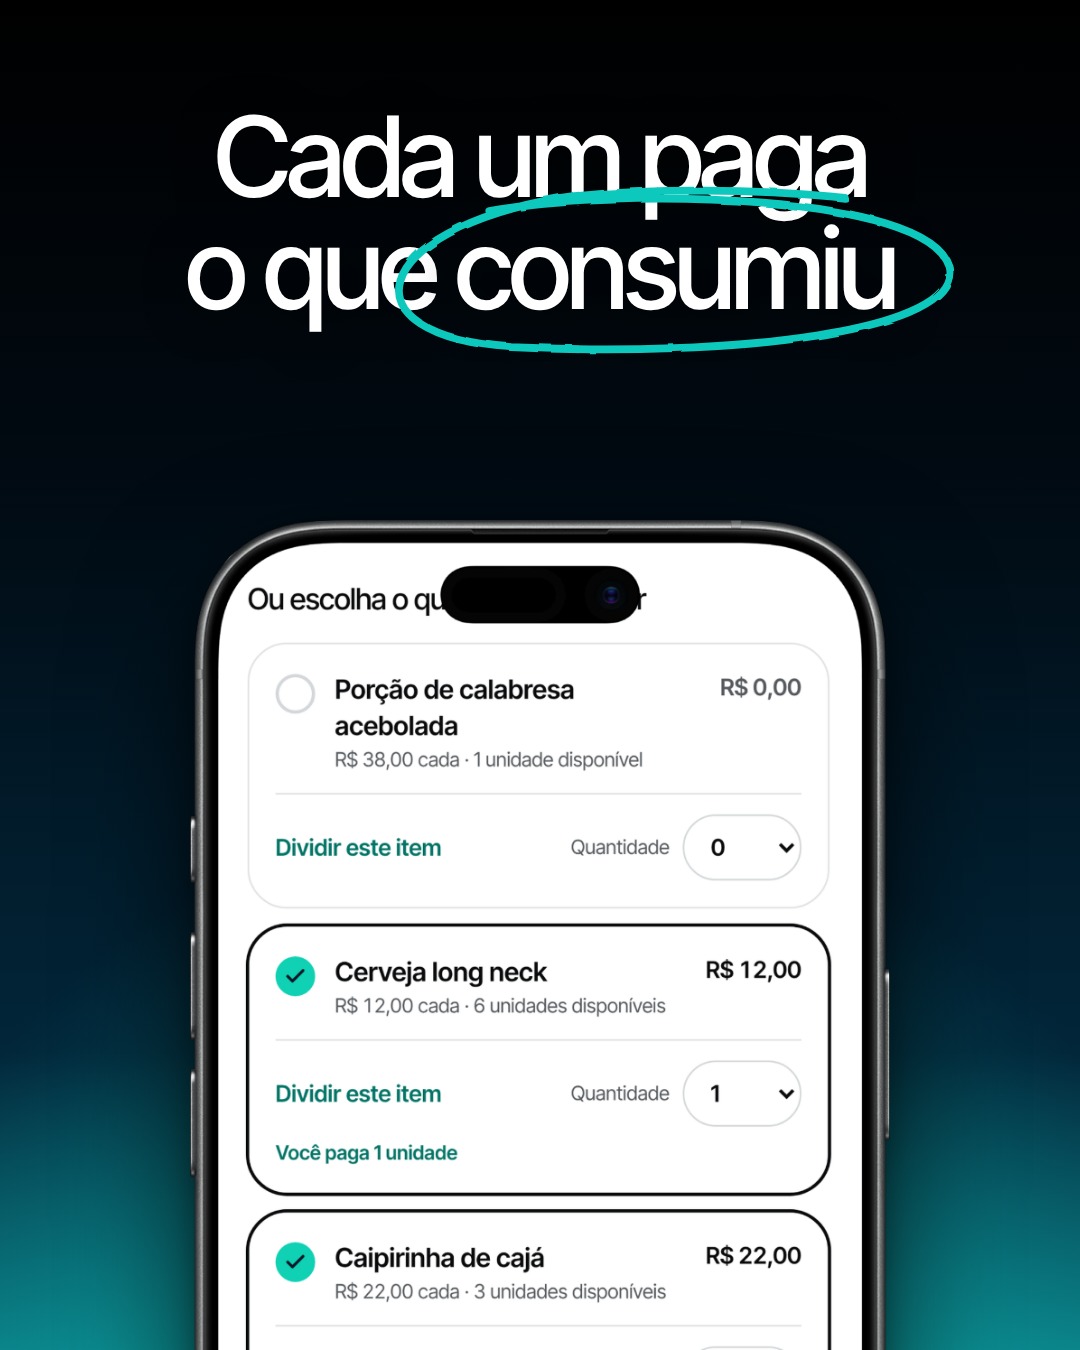 Cada um paga
o que consumiu
Ou escolha o qu
Porção de calabresa
acebolada
R$ 0,00
R$ 38,00 cada · 1 unidade disponível
Dividir este item
Quantidade
0
Cerveja long neck
R$ 12,00
R$ 12,00 cada · 6 unidades disponíveis
Dividir este item
Quantidade
1
Você paga 1 unidade
Caipirinha de cajá
R$ 22,00
R$ 22,00 cada · 3 unidades disponíveis